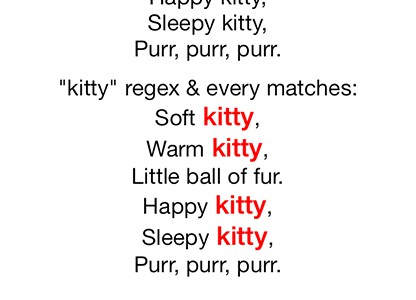 Happy kitty,
Sleepy kitty,
Purr, purr, purr.
"kitty" regex & every matches:
Soft kitty,
Warm kitty,
Little ball of fur.
Happy kitty,
Sleepy kitty,
Purr, purr, purr.